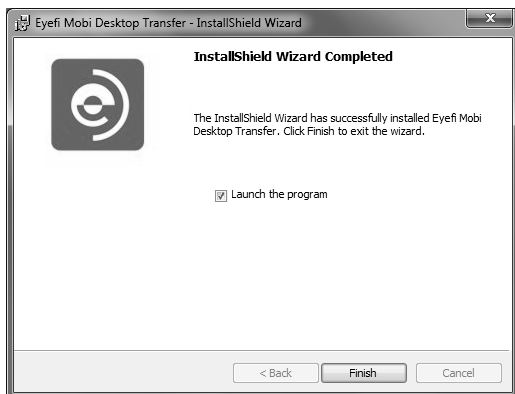 Eyefi Mobi Desktop Transfer - InstallShield Wizard
InstallShield Wizard Completed
The InstallShield Wizard has successfully installed Eyefi Mobi
Desktop Transfer. Click Finish to exit the wizard.
Launch the program
< Back Finish Cancel